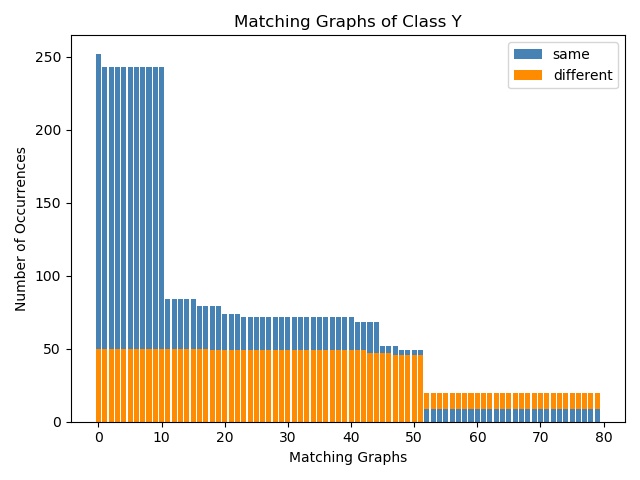 Matching Graphs of Class Y
same
different
Number of Occurrences
250
200
150
100
50
0
0 10 20 30 40 50 60 70 80
Matching Graphs